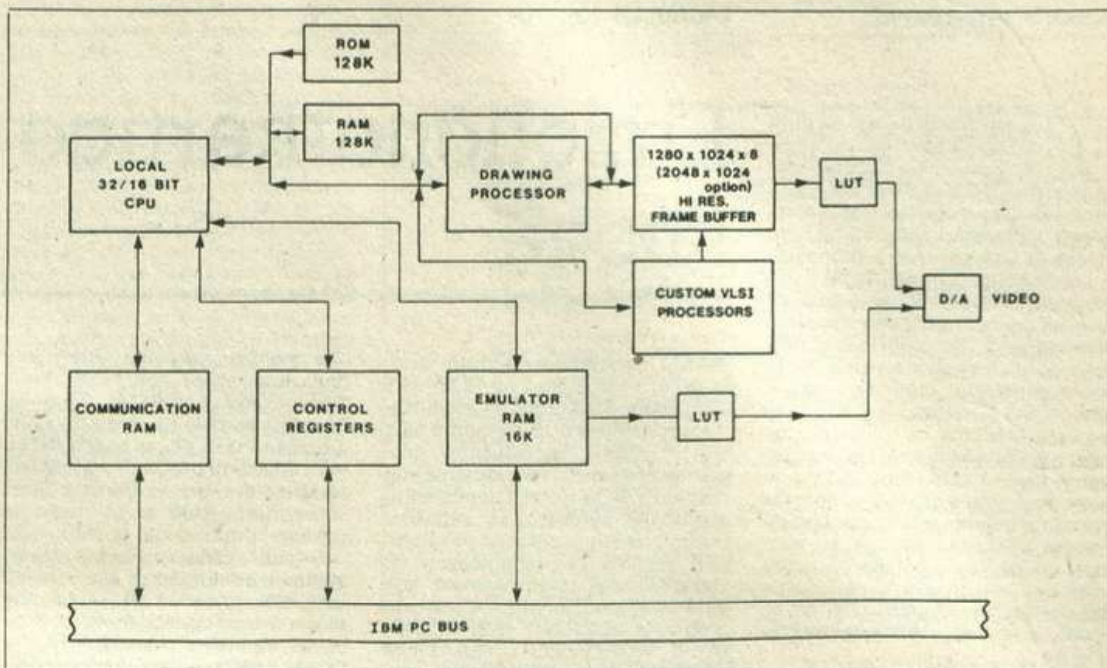 ROM
128K
RAM
128K
LOCAL
32/16 BIT
CPU
DRAWING
PROCESSOR
1280 x 1024 x 8
(2048 x 1024
option)
HI RES.
FRAME BUFFER
LUT
CUSTOM VLSI
PROCESSORS
D/A
VIDEO
COMMUNICATION
RAM
CONTROL
REGISTERS
EMULATOR
RAM
16K
LUT
IBM PC BUS